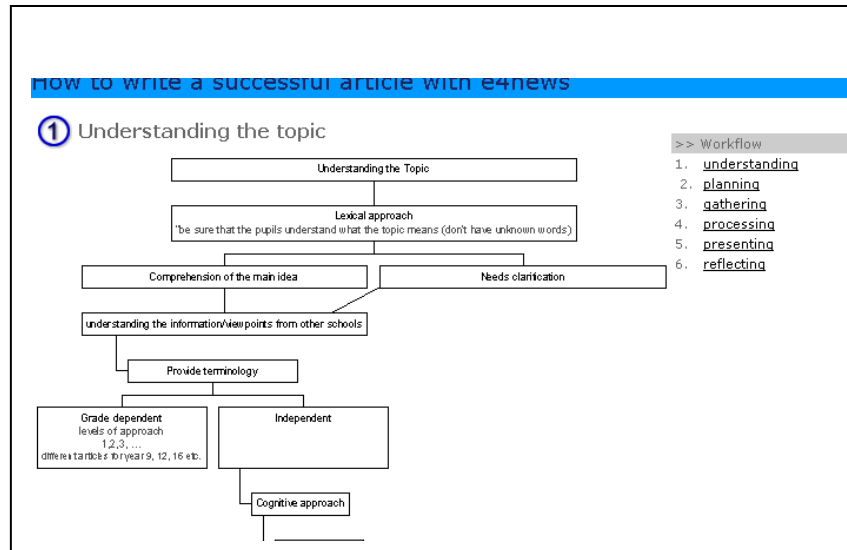 How to write a successful article with e4news
1 Understanding the topic
Understanding the Topic
Lexical approach
"be sure that the pupils understand what the topic means (don't have unknown words)
Comprehension of the main idea
Needs clarification
understanding the information/viewpoints from other schools
Provide terminology
Grade dependent
levels of approach
1,2,3, ...
different articles for year 9, 12, 16 etc.
Independent
Cognitive approach
>> Workflow
1. understanding
2. planning
3. gathering
4. processing
5. presenting
6. reflecting